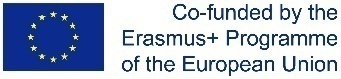 Co-funded by the
Erasmus+ Programme
of the European Union